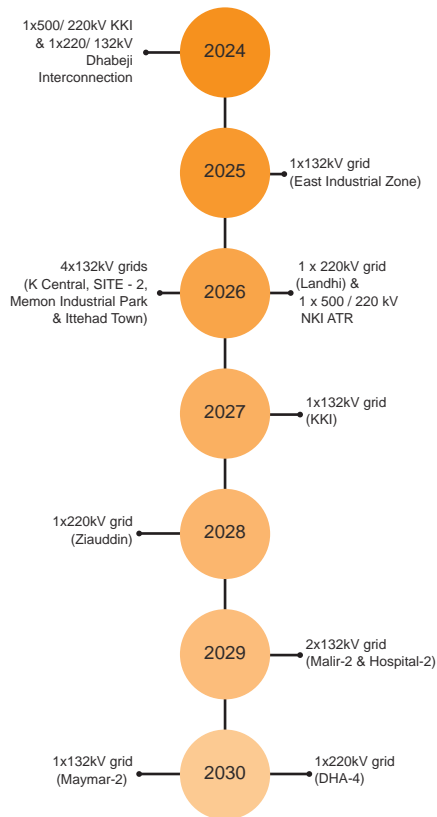 1x500/ 220kV KKI
& 1x220/ 132kV
Dhabeji
Interconnection
2024
2025
1x132kV grid
(East Industrial Zone)
4x132kV grids
(K Central, SITE - 2,
Memon Industrial Park
& Ittehad Town)
2026
1 x 220kV grid
(Landhi) &
1 x 500 / 220 kV
NKI ATR
2027
1x132kV grid
(KKI)
1x220kV grid
(Ziauddin)
2028
2029
2x132kV grid
(Malir-2 & Hospital-2)
1x132kV grid
(Maymar-2)
2030
1x220kV grid
(DHA-4)